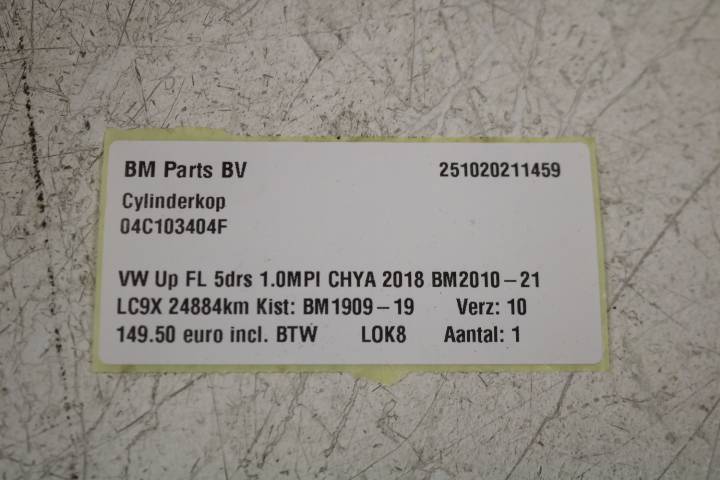 BM Parts BV 251020211459
Cylinderkop
04C103404F
VW Up FL 5drs 1.0MPI CHYA 2018 BM2010-21
LC9X 24884km Kist: BM1909-19 Verz: 10
149.50 euro incl. BTW LOK8 Aantal: 1